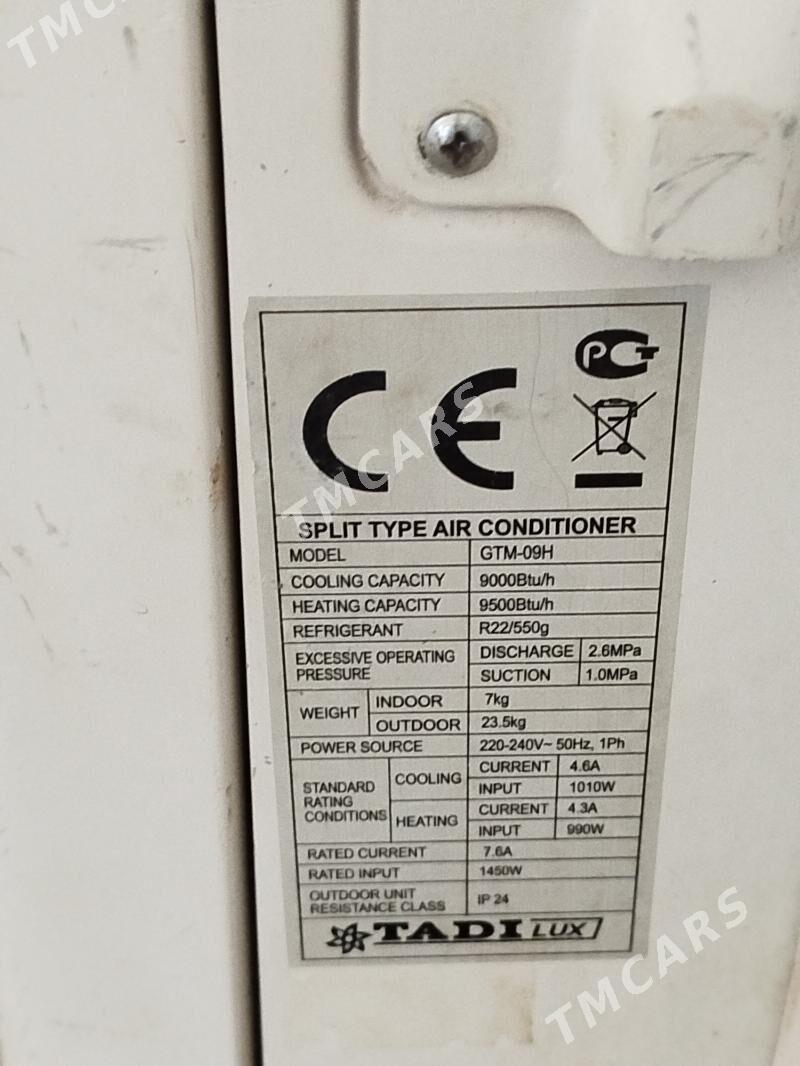 TMCARS
CE
PCT
TMCARS
SPLIT TYPE AIR CONDITIONER
MODEL GTM-09H
COOLING CAPACITY 9000Btu/h
HEATING CAPACITY 9500Btu/h
REFRIGERANT R22/550g
EXCESSIVE OPERATING PRESSURE DISCHARGE 2.6MPa
SUCTION 1.0MPa
WEIGHT INDOOR 7kg
OUTDOOR 23.5kg
POWER SOURCE 220-240V~ 50Hz, 1Ph
STANDARD RATING CONDITIONS COOLING CURRENT 4.6A
INPUT 1010W
HEATING CURRENT 4.3A
INPUT 990W
RATED CURRENT 7.6A
RATED INPUT 1450W
OUTDOOR UNIT RESISTANCE CLASS IP 24
TADI LUX
TMCARS